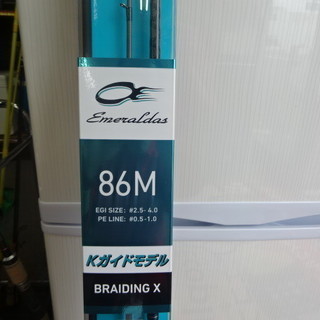 Emeraldas
86M
EGI SIZE: #2.5-4.0
PE LINE: #0.5-1.0
Kガイドモデル
BRAIDING X